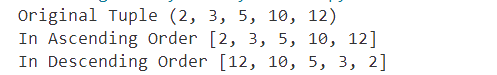 Original Tuple (2, 3, 5, 10, 12)
In Ascending Order [2, 3, 5, 10, 12]
In Descending Order [12, 10, 5, 3, 2]